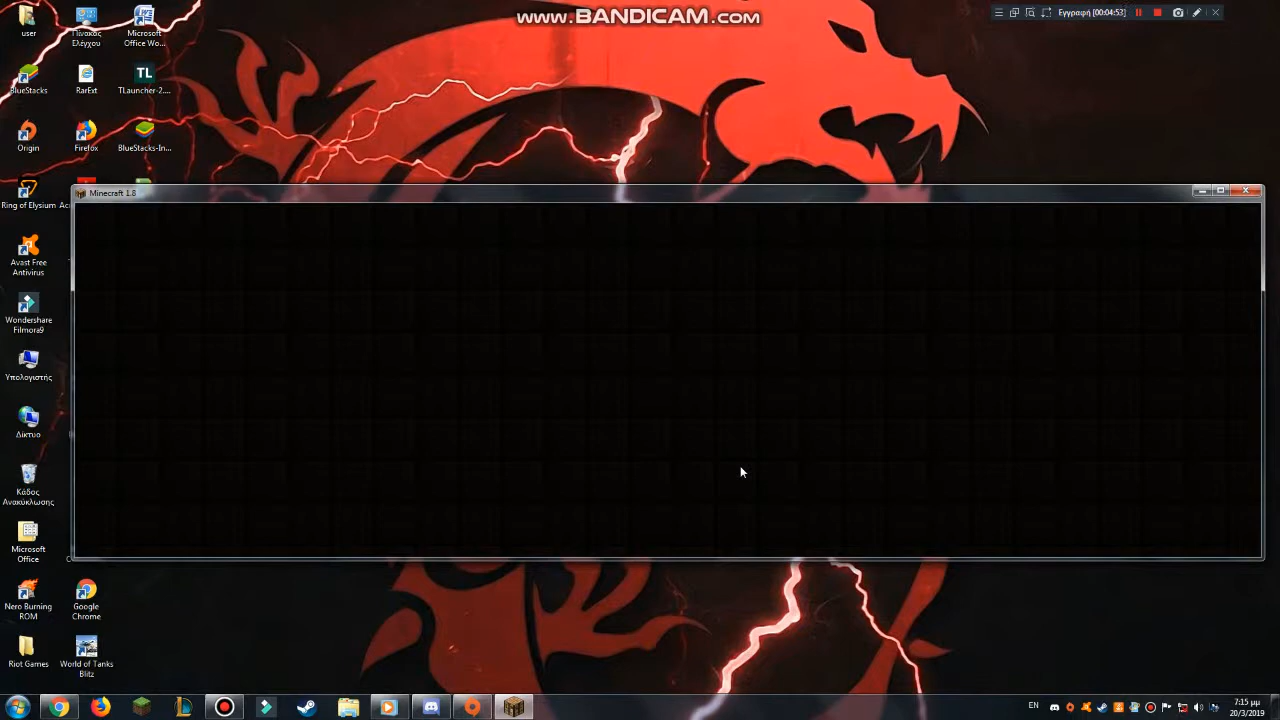 www.BANDICAM.com
Εγγραφή [00:04:53]
user
Πίνακας Ελέγχου
Microsoft Office Wo...
BlueStacks
RarExt
TL
TLauncher-2....
Origin
Firefox
BlueStacks-In...
Ring of Elysium
Minecraft 1.8
Avast Free Antivirus
Wondershare Filmora9
Υπολογιστής
Δίκτυο
Κάδος Ανακύκλωσης
Microsoft Office
Nero Burning ROM
Google Chrome
Riot Games
World of Tanks Blitz
EN
7:15 μμ
20/3/2019